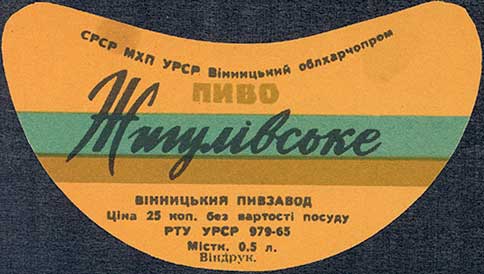 СРСР МХП УРСР Вінницький облхарчопром
ПИВО
Жигулівське
ВІННИЦЬКИЙ ПИВЗАВОД
Ціна 25 коп. без вартості посуду
РТУ УРСР 979-65
Містк. 0,5 л.
Віндрук.